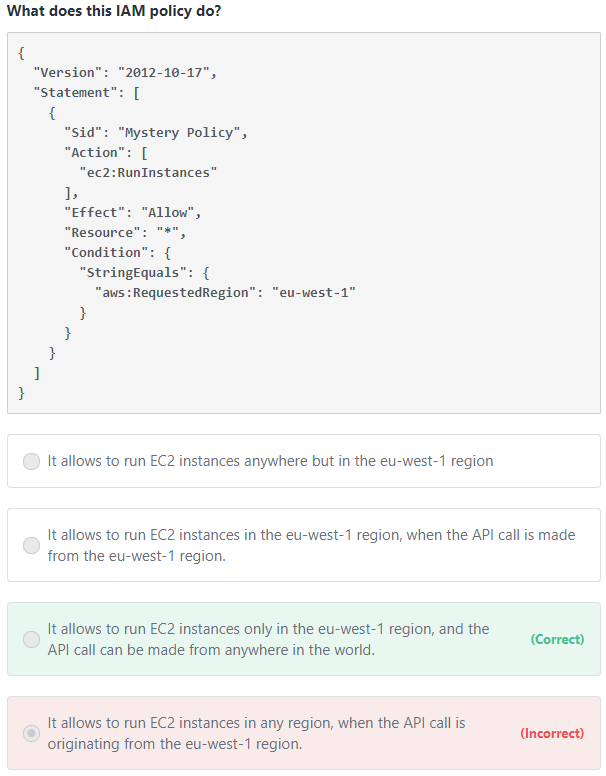 What does this IAM policy do?
{
  "Version": "2012-10-17",
  "Statement": [
    {
      "Sid": "Mystery Policy",
      "Action": [
        "ec2:RunInstances"
      ],
      "Effect": "Allow",
      "Resource": "*",
      "Condition": {
        "StringEquals": {
          "aws:RequestedRegion": "eu-west-1"
        }
      }
    }
  ]
}
It allows to run EC2 instances anywhere but in the eu-west-1 region
It allows to run EC2 instances in the eu-west-1 region, when the API call is made
from the eu-west-1 region.
It allows to run EC2 instances only in the eu-west-1 region, and the
API call can be made from anywhere in the world.
(Correct)
It allows to run EC2 instances in any region, when the API call is
originating from the eu-west-1 region.
(Incorrect)